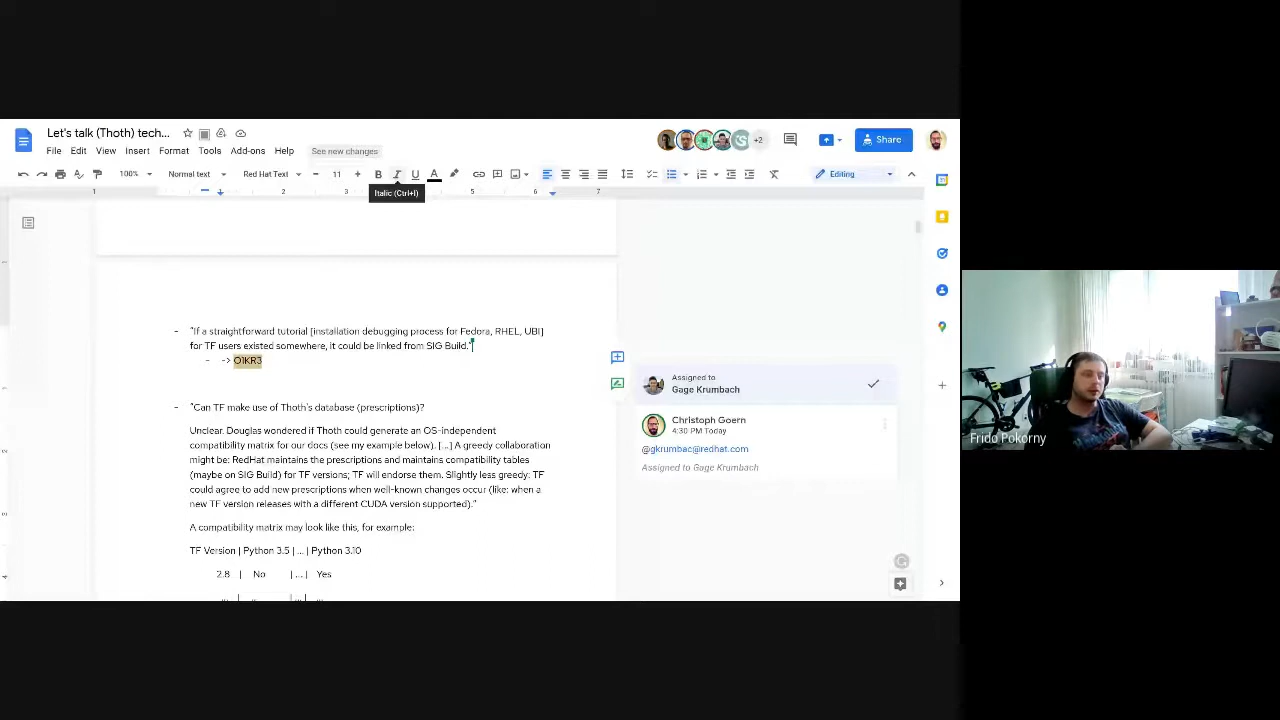 Let's talk (Thoth) tech...
File Edit View Insert Format Tools Add-ons Help See new changes
+2
Share
100% Normal text Red Hat Text 11 B I U A Editing
Italic (Ctrl+I)
1 5 6 7
- "If a straightforward tutorial [installation debugging process for Fedora, RHEL, UBI]
for TF users existed somewhere, it could be linked from SIG Build."
- -> O1KR3
- "Can TF make use of Thoth's database (prescriptions)?
Unclear. Douglas wondered if Thoth could generate an OS-independent
compatibility matrix for our docs (see my example below). [...] A greedy collaboration
might be: RedHat maintains the prescriptions and maintains compatibility tables
(maybe on SIG Build) for TF versions; TF will endorse them. Slightly less greedy: TF
could agree to add new prescriptions when well-known changes occur (like: when a
new TF version releases with a different CUDA version supported)."
A compatibility matrix may look like this, for example:
TF Version | Python 3.5 | ... | Python 3.10
2.8 | No | ... | Yes
Assigned to
Gage Krumbach
Christoph Goern
4:30 PM Today
@gkrumbac@redhat.com
Assigned to Gage Krumbach
Frido Pokorny